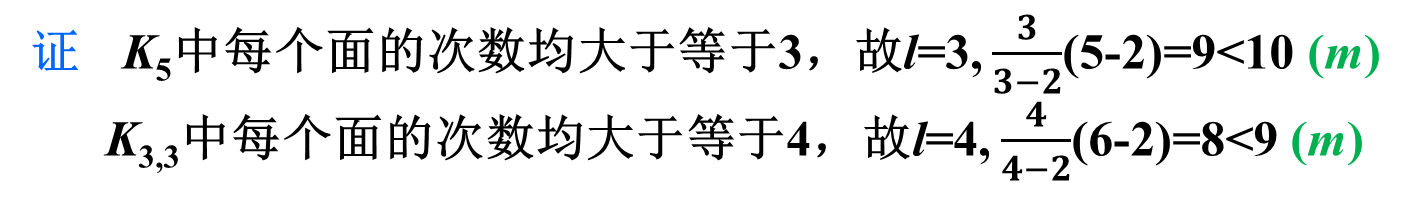 证 K₅中每个面的次数均大于等于3，故l=3, 3/(3−2)(5-2)=9<10 (m)
K₃,₃中每个面的次数均大于等于4，故l=4, 4/(4−2)(6-2)=8<9 (m)